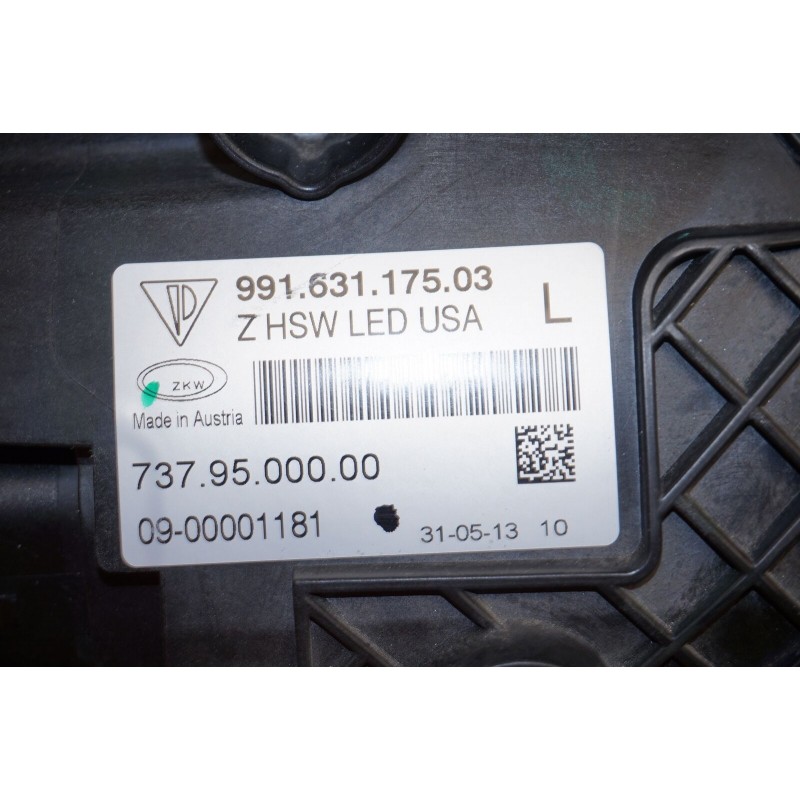 991.631.175.03
Z HSW LED USA
L
ZKW
Made in Austria
737.95.000.00
09-00001181
31-05-13 10